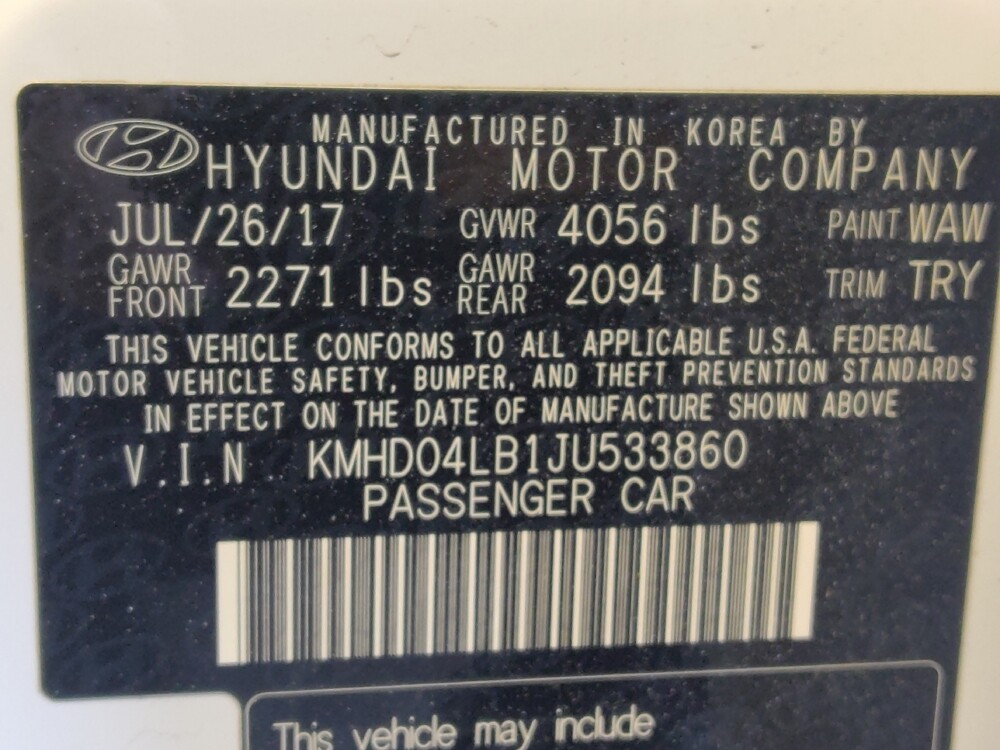 MANUFACTURED IN KOREA BY
HYUNDAI MOTOR COMPANY
JUL/26/17 GVWR 4056 lbs PAINT WAW
GAWR FRONT 2271 lbs GAWR REAR 2094 lbs TRIM TRY
THIS VEHICLE CONFORMS TO ALL APPLICABLE U.S.A. FEDERAL
MOTOR VEHICLE SAFETY, BUMPER, AND THEFT PREVENTION STANDARDS
IN EFFECT ON THE DATE OF MANUFACTURE SHOWN ABOVE
V.I.N KMHD04LB1JU533860
PASSENGER CAR
This vehicle may include